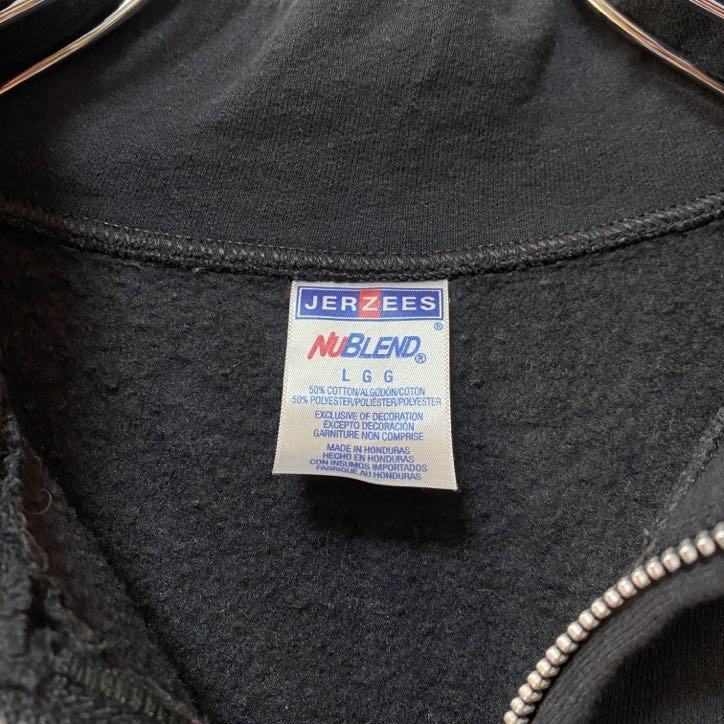 JERZEES
®
NUBLEND®
L G G
50% COTTON/ALGODÓN/COTON
50% POLYESTER/POLIÉSTER/POLYESTER
EXCLUSIVE OF DECORATION
EXCEPTO DECORACIÓN
GARNITURE NON COMPRISE
MADE IN HONDURAS
HECHO EN HONDURAS
CON INSUMOS IMPORTADOS
FABRIQUÉ AU HONDURAS